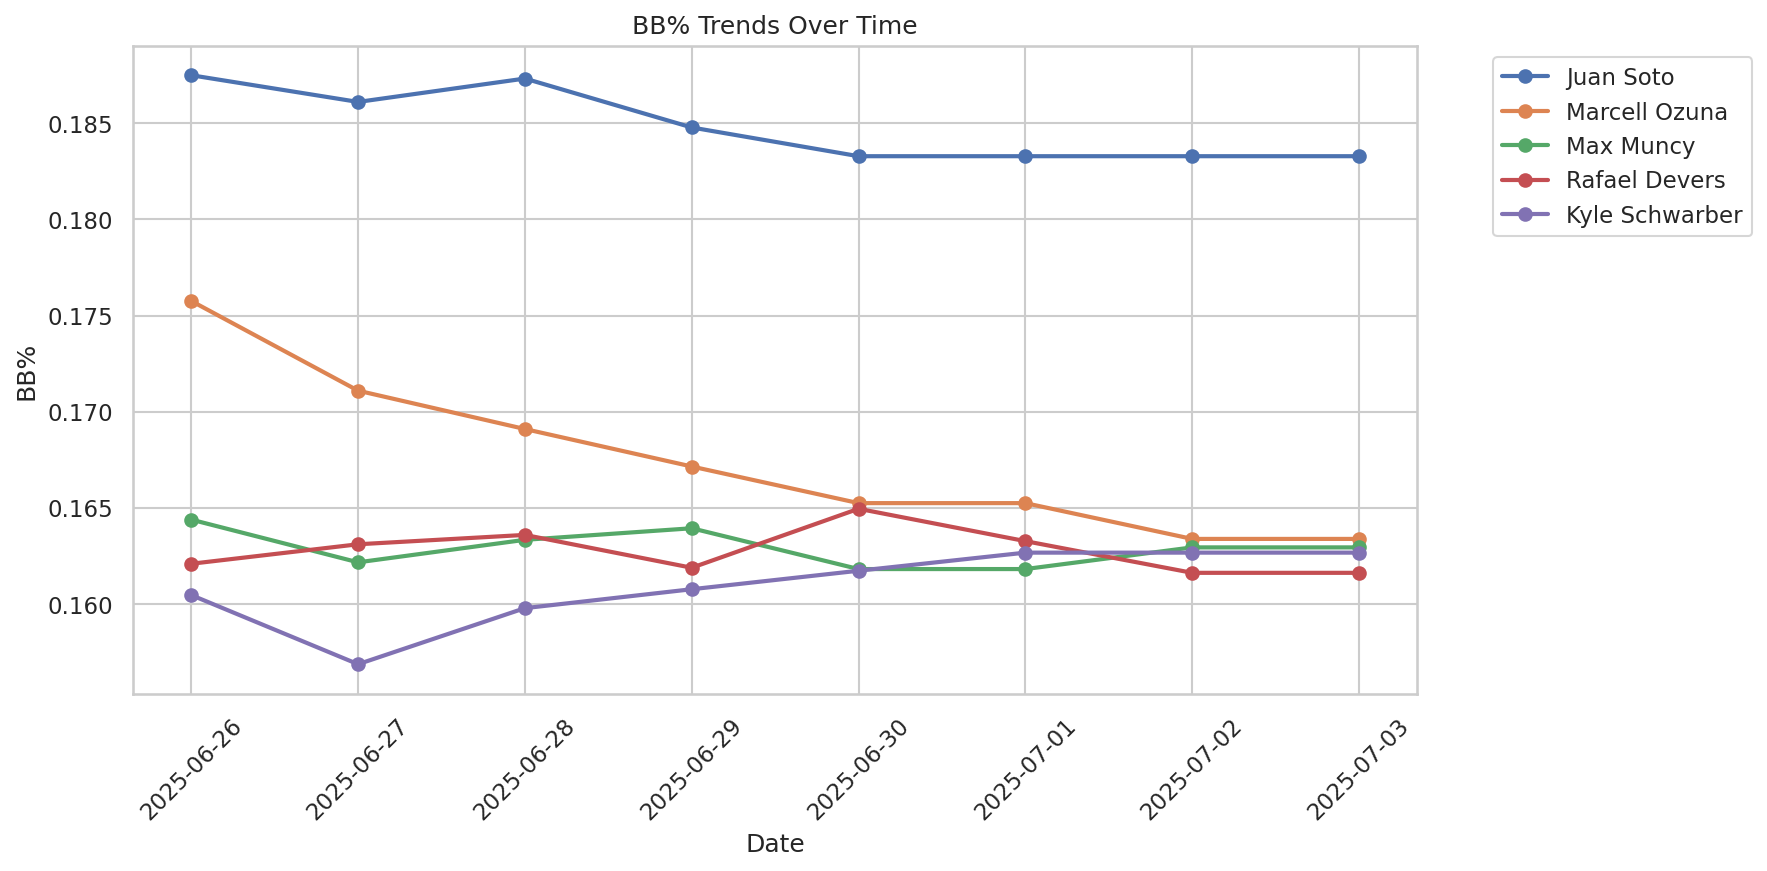 BB% Trends Over Time
Juan Soto
Marcell Ozuna
Max Muncy
Rafael Devers
Kyle Schwarber
BB%
0.185
0.180
0.175
0.170
0.165
0.160
2025-06-26
2025-06-27
2025-06-28
2025-06-29
2025-06-30
2025-07-01
2025-07-02
2025-07-03
Date